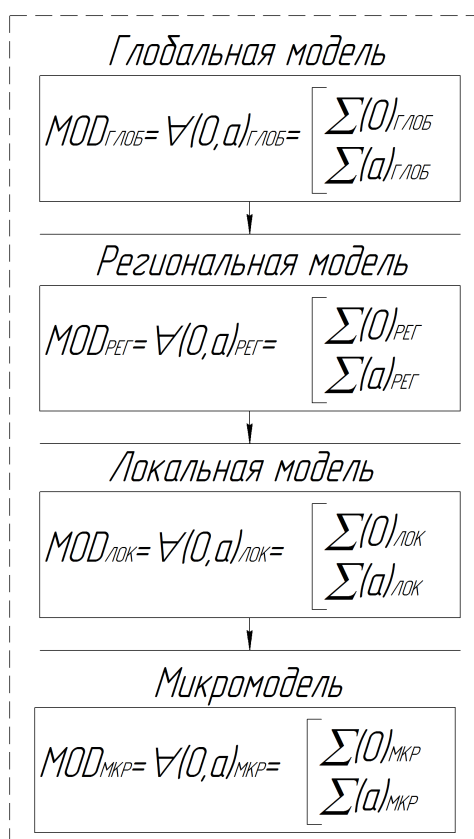 Глобальная модель
MODГЛОБ= ∀(O,a)ГЛОБ= [∑(O)ГЛОБ
∑(a)ГЛОБ
Региональная модель
MODРЕГ= ∀(O,a)РЕГ= [∑(O)РЕГ
∑(a)РЕГ
Локальная модель
MODЛОК= ∀(O,a)ЛОК= [∑(O)ЛОК
∑(a)ЛОК
Микромодель
MODМКР= ∀(O,a)МКР= [∑(O)МКР
∑(a)МКР